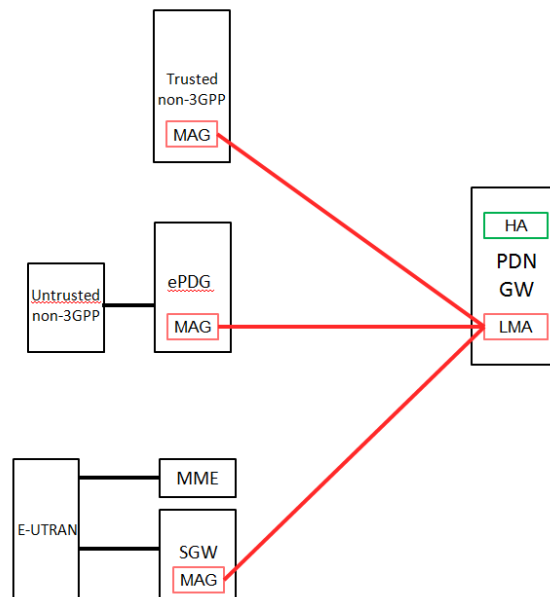 Trusted
non-3GPP
MAG
HA
PDN
GW
LMA
ePDG
MAG
Untrusted
non-3GPP
MME
E-UTRAN
SGW
MAG